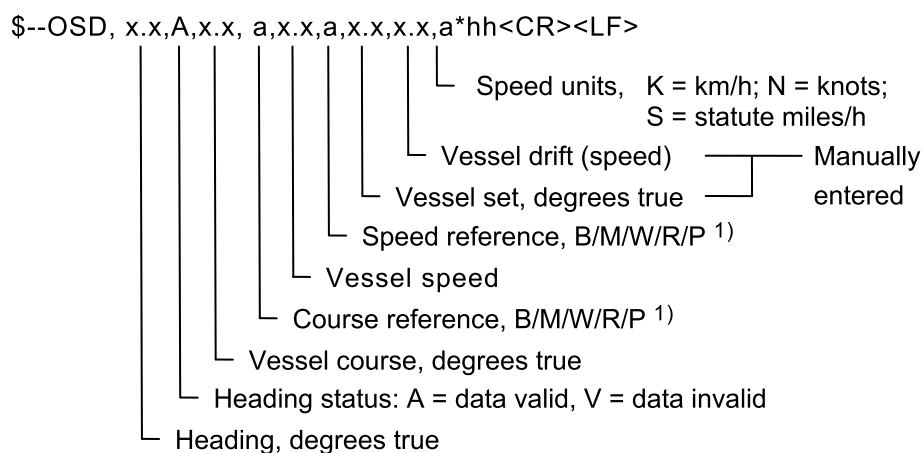 $--OSD, x.x,A,x.x, a,x.x,a,x.x,x.x,a*hh<CR><LF>
Speed units, K = km/h; N = knots;
S = statute miles/h
Vessel drift (speed)
Manually
Vessel set, degrees true
entered
Speed reference, B/M/W/R/P 1)
Vessel speed
Course reference, B/M/W/R/P 1)
Vessel course, degrees true
Heading status: A = data valid, V = data invalid
Heading, degrees true